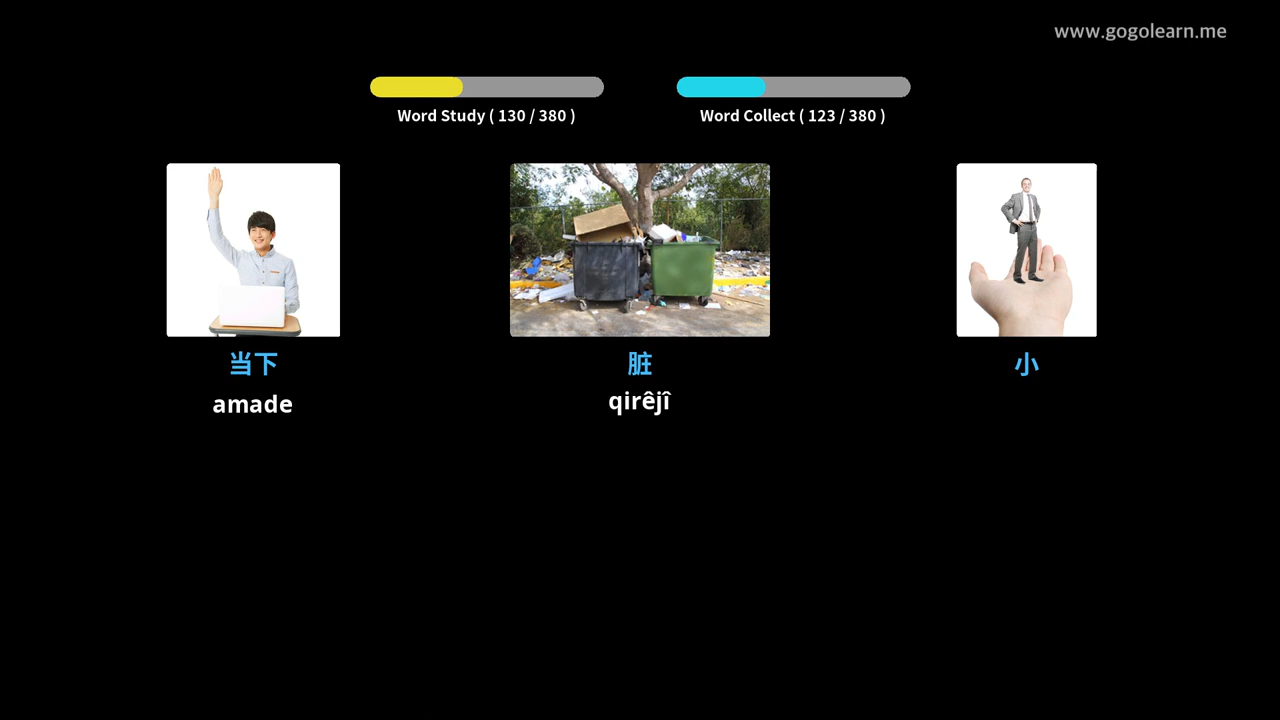 www.gogolearn.me
Word Study ( 130 / 380 )
Word Collect ( 123 / 380 )
当下
脏
小
amade
qirêjî